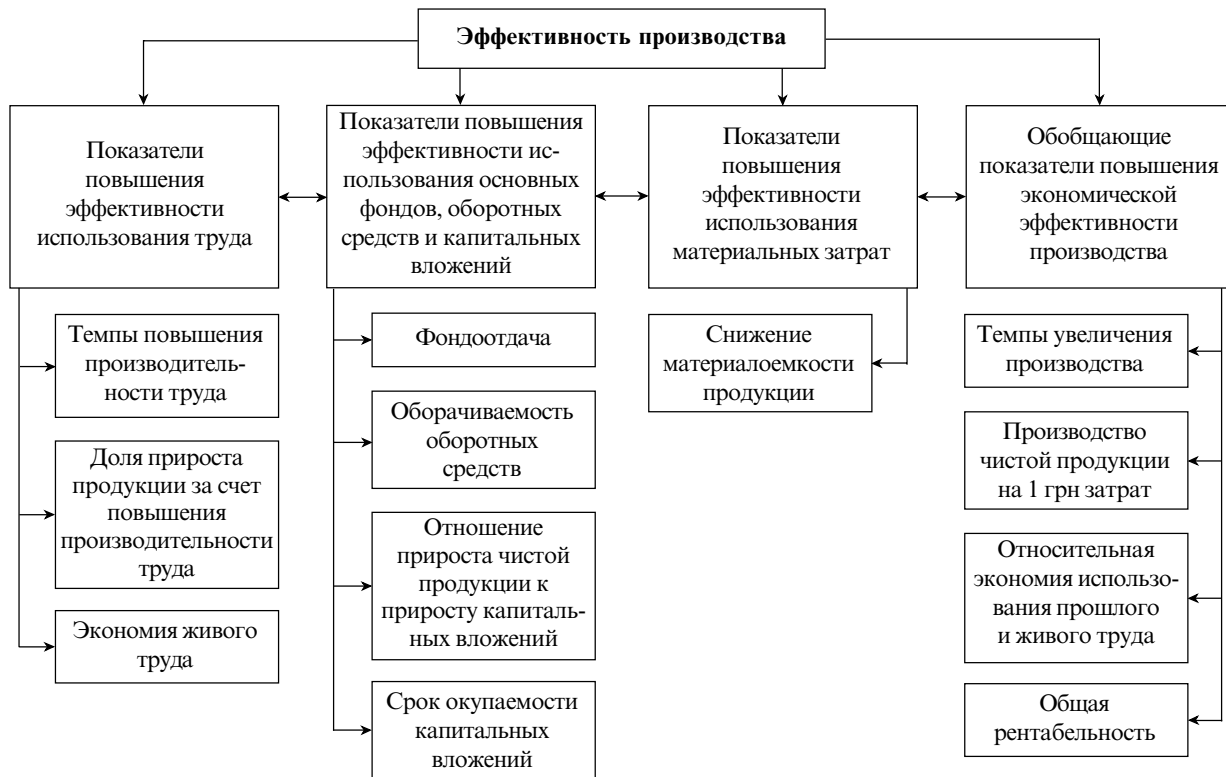 Эффективность производства
Показатели
повышения
эффективности
использования труда
Показатели повышения
эффективности ис-
пользования основных
фондов, оборотных
средств и капитальных
вложений
Показатели
повышения
эффективности
использования
материальных затрат
Обобщающие
показатели повышения
экономической
эффективности
производства
Темпы повышения
производитель-
ности труда
Доля прироста
продукции за счет
повышения
производительности
труда
Экономия живого
труда
Фондоотдача
Оборачиваемость
оборотных
средств
Отношение
прироста чистой
продукции к
приросту капиталь-
ных вложений
Срок окупаемости
капитальных
вложений
Снижение
материалоемкости
продукции
Темпы увеличения
производства
Производство
чистой продукции
на 1 грн затрат
Относительная
экономия использо-
вания прошлого
и живого труда
Общая
рентабельность